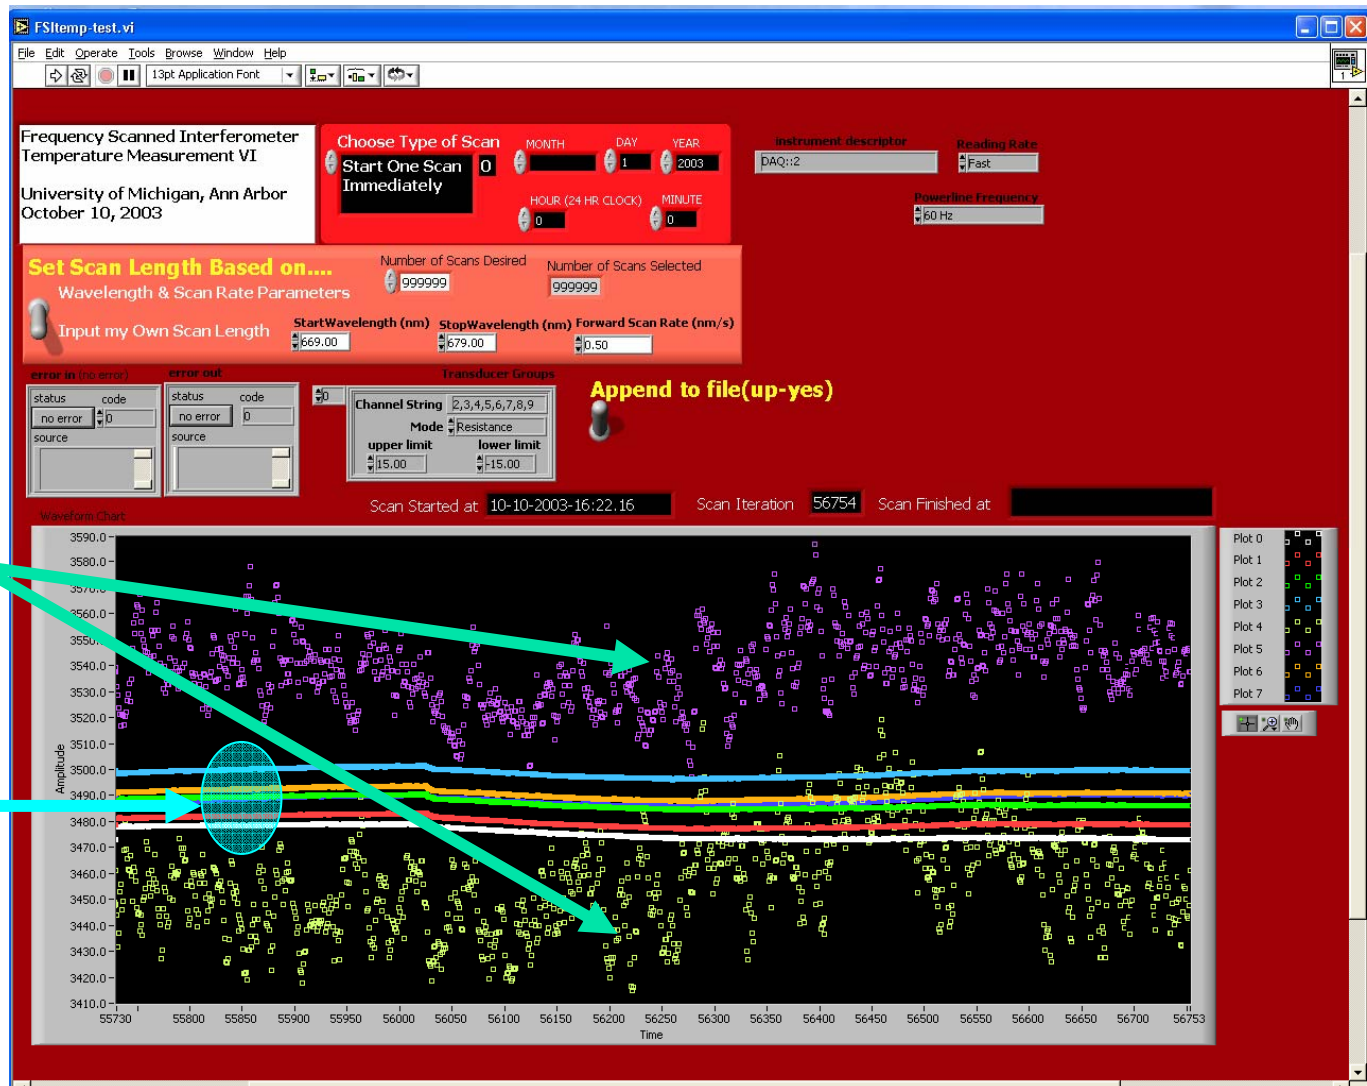 FSItemp-test.vi
File Edit Operate Tools Browse Window Help
13pt Application Font
1
Frequency Scanned Interferometer
Temperature Measurement VI
University of Michigan, Ann Arbor
October 10, 2003
Choose Type of Scan
Start One Scan
Immediately
0
MONTH DAY YEAR
1 2003
HOUR (24 HR CLOCK) MINUTE
0 0
instrument descriptor Reading Rate
DAQ::2 Fast
Powerline Frequency
60 Hz
Set Scan Length Based on....
Wavelength & Scan Rate Parameters
Input my Own Scan Length
Number of Scans Desired Number of Scans Selected
999999 999999
StartWavelength (nm) StopWavelength (nm) Forward Scan Rate (nm/s)
669.00 679.00 0.50
error in (no error) error out
status code status code
no error 0 no error 0
source source
0
Transducer Groups
Channel String 2,3,4,5,6,7,8,9
Mode Resistance
upper limit lower limit
15.00 -15.00
Append to file(up-yes)
Scan Started at 10-10-2003-16:22.16 Scan Iteration 56754 Scan Finished at
Waveform Chart
3590.0
3580.0
3570.0
3560.0
3550.0
3540.0
3530.0
3520.0
3510.0
3500.0
3490.0
3480.0
3470.0
3460.0
3450.0
3440.0
3430.0
3420.0
3410.0
Amplitude
55730 55800 55850 55900 55950 56000 56050 56100 56150 56200 56250 56300 56350 56400 56450 56500 56550 56600 56650 56700 56753
Time
Plot 0
Plot 1
Plot 2
Plot 3
Plot 4
Plot 5
Plot 6
Plot 7